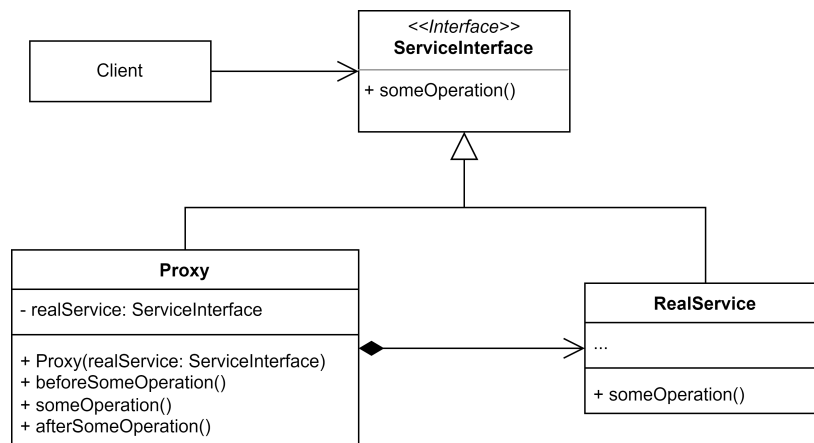 <<Interface>>
ServiceInterface
+ someOperation()
Client
Proxy
- realService: ServiceInterface
+ Proxy(realService: ServiceInterface)
+ beforeSomeOperation()
+ someOperation()
+ afterSomeOperation()
RealService
...
+ someOperation()